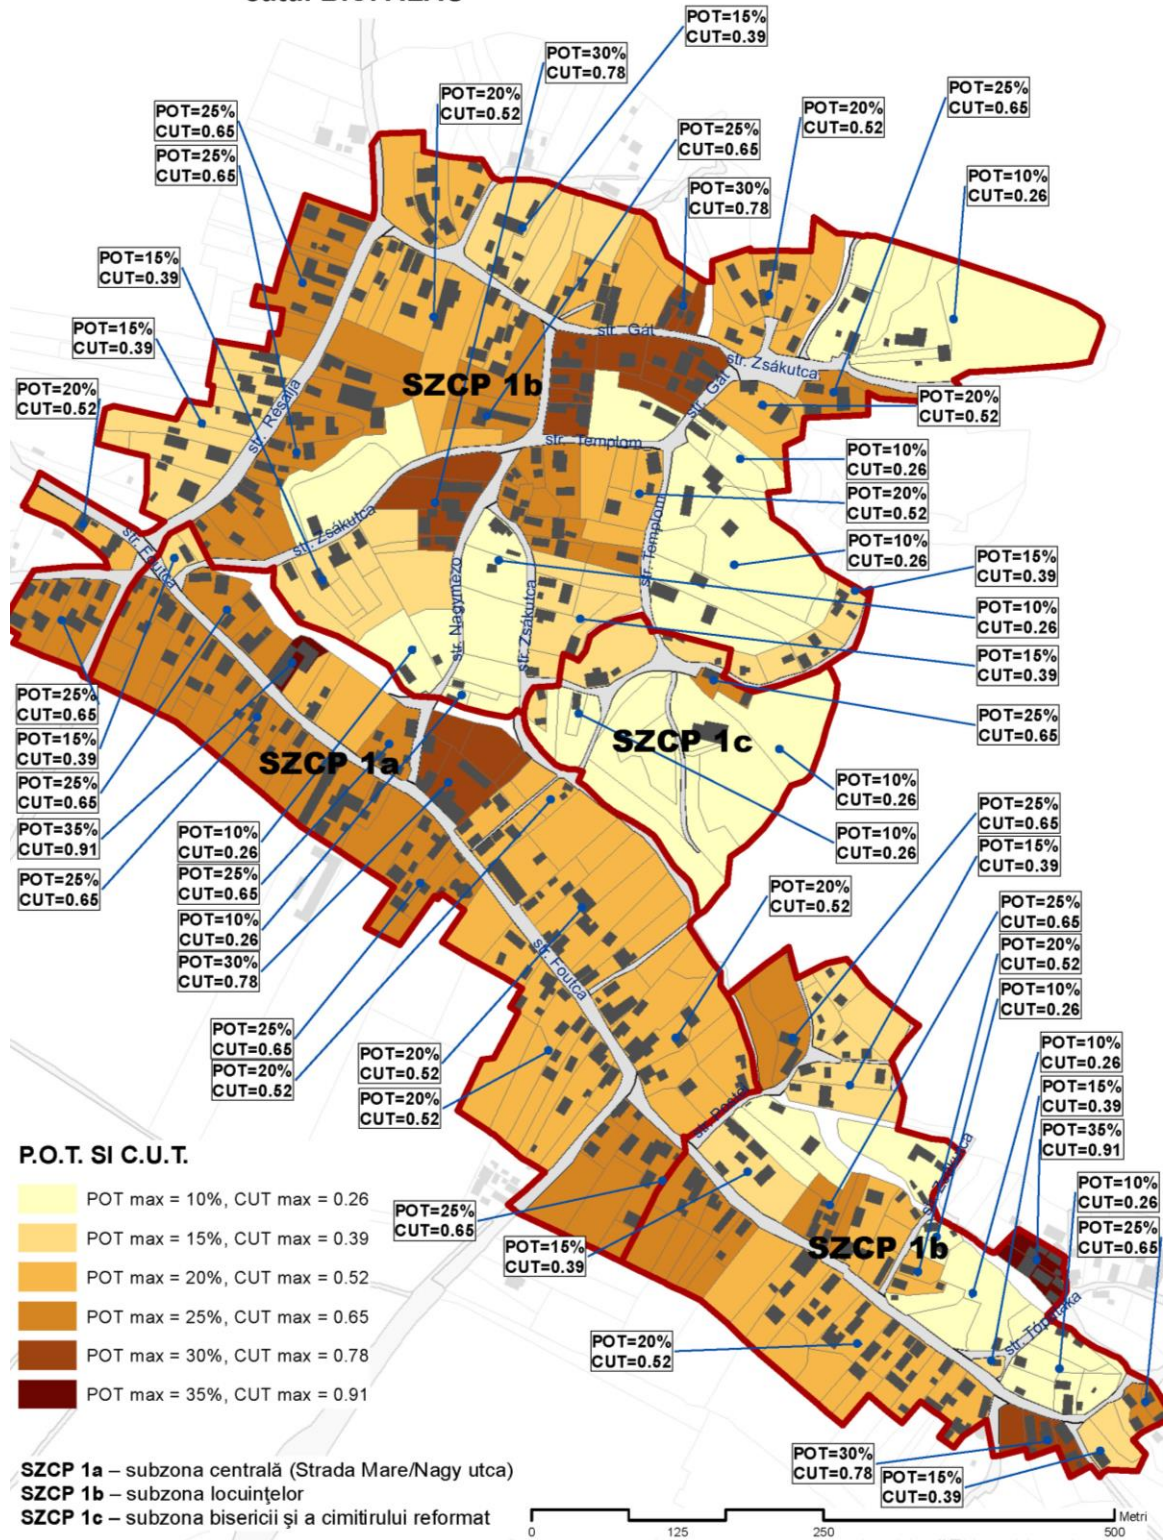 POT=15%
CUT=0.39
POT=30%
CUT=0.78
POT=20%
CUT=0.52
POT=25%
CUT=0.65
POT=25%
CUT=0.65
POT=25%
CUT=0.65
POT=20%
CUT=0.52
POT=25%
CUT=0.65
POT=10%
CUT=0.26
POT=30%
CUT=0.78
POT=15%
CUT=0.39
POT=15%
CUT=0.39
POT=20%
CUT=0.52
str. Gát
str. Zsákutca
str. Gát
SZCP 1b
str. Resalja
str. Templom
POT=20%
CUT=0.52
POT=10%
CUT=0.26
POT=20%
CUT=0.52
POT=10%
CUT=0.26
str. Zsákutca
str. Foutca
str. Templom
str. Nagymezo
str. Zsákutca
POT=15%
CUT=0.39
POT=10%
CUT=0.26
POT=15%
CUT=0.39
POT=25%
CUT=0.65
POT=25%
CUT=0.65
POT=15%
CUT=0.39
POT=25%
CUT=0.65
POT=35%
CUT=0.91
POT=25%
CUT=0.65
SZCP 1a
SZCP 1c
POT=10%
CUT=0.26
POT=10%
CUT=0.26
POT=10%
CUT=0.26
POT=25%
CUT=0.65
POT=10%
CUT=0.26
POT=30%
CUT=0.78
POT=25%
CUT=0.65
POT=15%
CUT=0.39
POT=20%
CUT=0.52
POT=25%
CUT=0.65
POT=20%
CUT=0.52
POT=10%
CUT=0.26
str. Foutca
POT=25%
CUT=0.65
POT=20%
CUT=0.52
POT=20%
CUT=0.52
POT=20%
CUT=0.52
POT=10%
CUT=0.26
POT=15%
CUT=0.39
POT=35%
CUT=0.91
POT=10%
CUT=0.26
POT=25%
CUT=0.65
str.
str.
SZCP 1b
str.
POT=25%
CUT=0.65
POT=15%
CUT=0.39
POT=20%
CUT=0.52
POT=30%
CUT=0.78
POT=15%
CUT=0.39
P.O.T. SI C.U.T.
POT max = 10%, CUT max = 0.26
POT max = 15%, CUT max = 0.39
POT max = 20%, CUT max = 0.52
POT max = 25%, CUT max = 0.65
POT max = 30%, CUT max = 0.78
POT max = 35%, CUT max = 0.91
SZCP 1a – subzona centrală (Strada Mare/Nagy utca)
SZCP 1b – subzona locuinţelor
SZCP 1c – subzona bisericii şi a cimitirului reformat
Metri
0 125 250 500